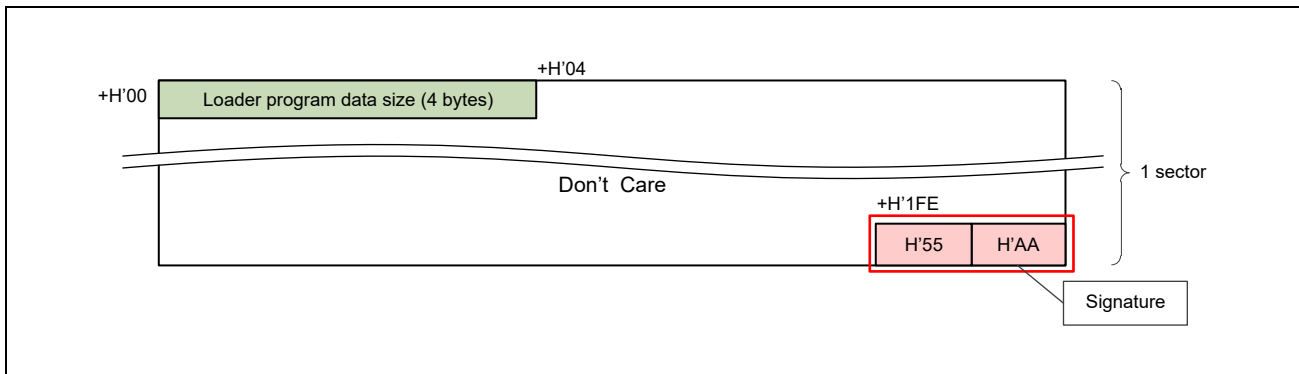 +H’04
+H’00
Loader program data size (4 bytes)
Don’t Care
1 sector
+H’1FE
H’55
H’AA
Signature